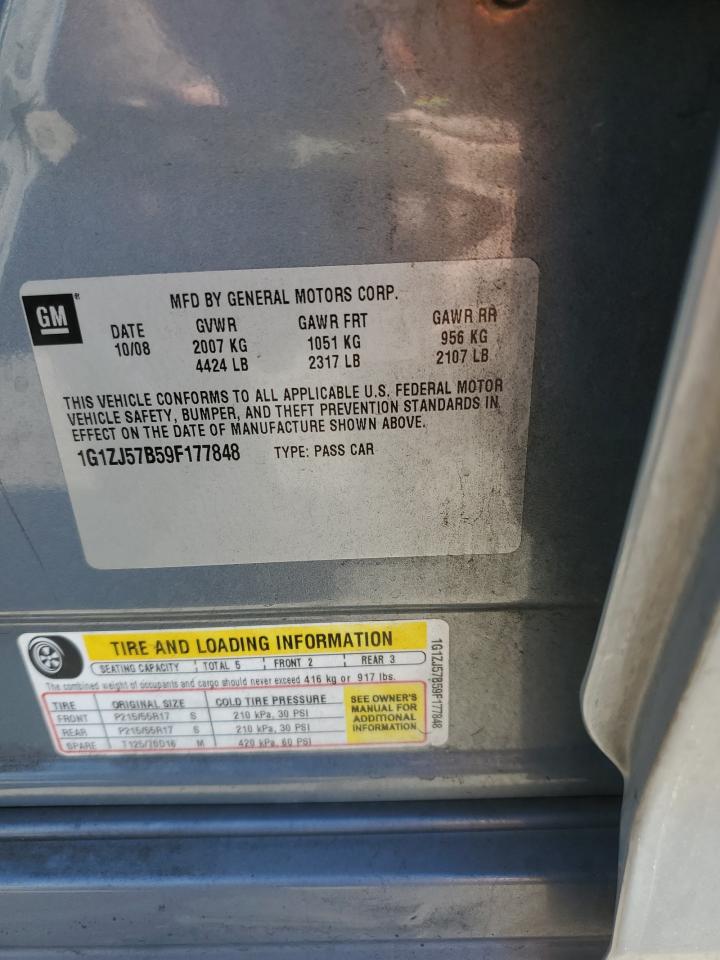 GM ®
MFD BY GENERAL MOTORS CORP.
DATE GVWR GAWR FRT GAWR RR
10/08 2007 KG 1051 KG 956 KG
4424 LB 2317 LB 2107 LB
THIS VEHICLE CONFORMS TO ALL APPLICABLE U.S. FEDERAL MOTOR
VEHICLE SAFETY, BUMPER, AND THEFT PREVENTION STANDARDS IN
EFFECT ON THE DATE OF MANUFACTURE SHOWN ABOVE.
1G1ZJ57B59F177848 TYPE: PASS CAR
TIRE AND LOADING INFORMATION
SEATING CAPACITY TOTAL 5 FRONT 2 REAR 3
The combined weight of occupants and cargo should never exceed 416 kg or 917 lbs.
TIRE ORIGINAL SIZE COLD TIRE PRESSURE
FRONT P215/55R17 S 210 kPa, 30 PSI
REAR P215/55R17 S 210 kPa, 30 PSI
SPARE T125/70D16 M 420 kPa, 60 PSI
SEE OWNER'S
MANUAL FOR
ADDITIONAL
INFORMATION
1G1ZJ57B59F177848